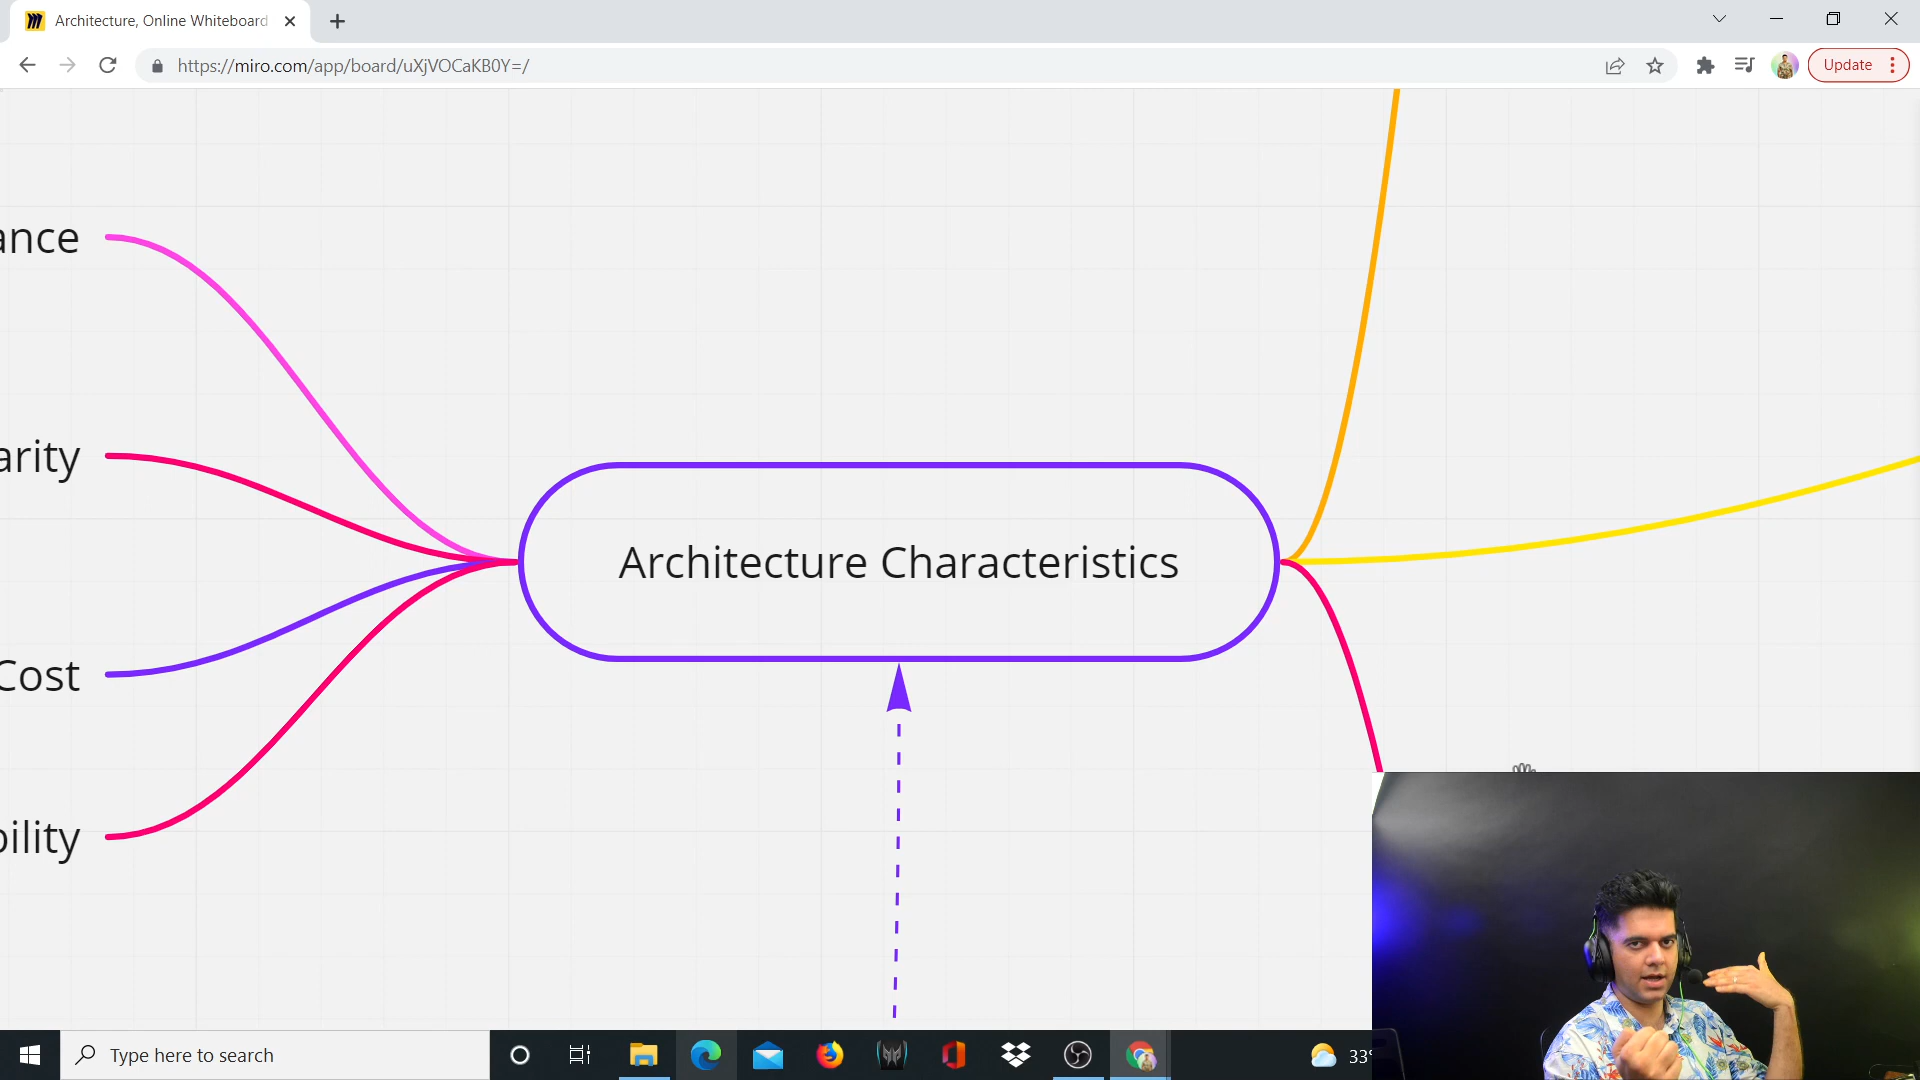 Architecture, Online Whiteboard
https://miro.com/app/board/uXjVOCaKB0Y=/
Update
ance
arity
Architecture Characteristics
Cost
bility
Type here to search
33°